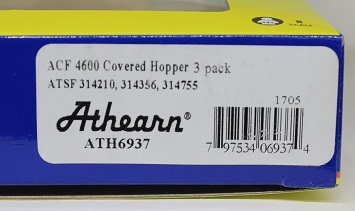 ACF 4600 Covered Hopper 3 pack
ATSF 314210, 314356, 314755
1705
Athearn®
ATH6937
7 97534 06937 4